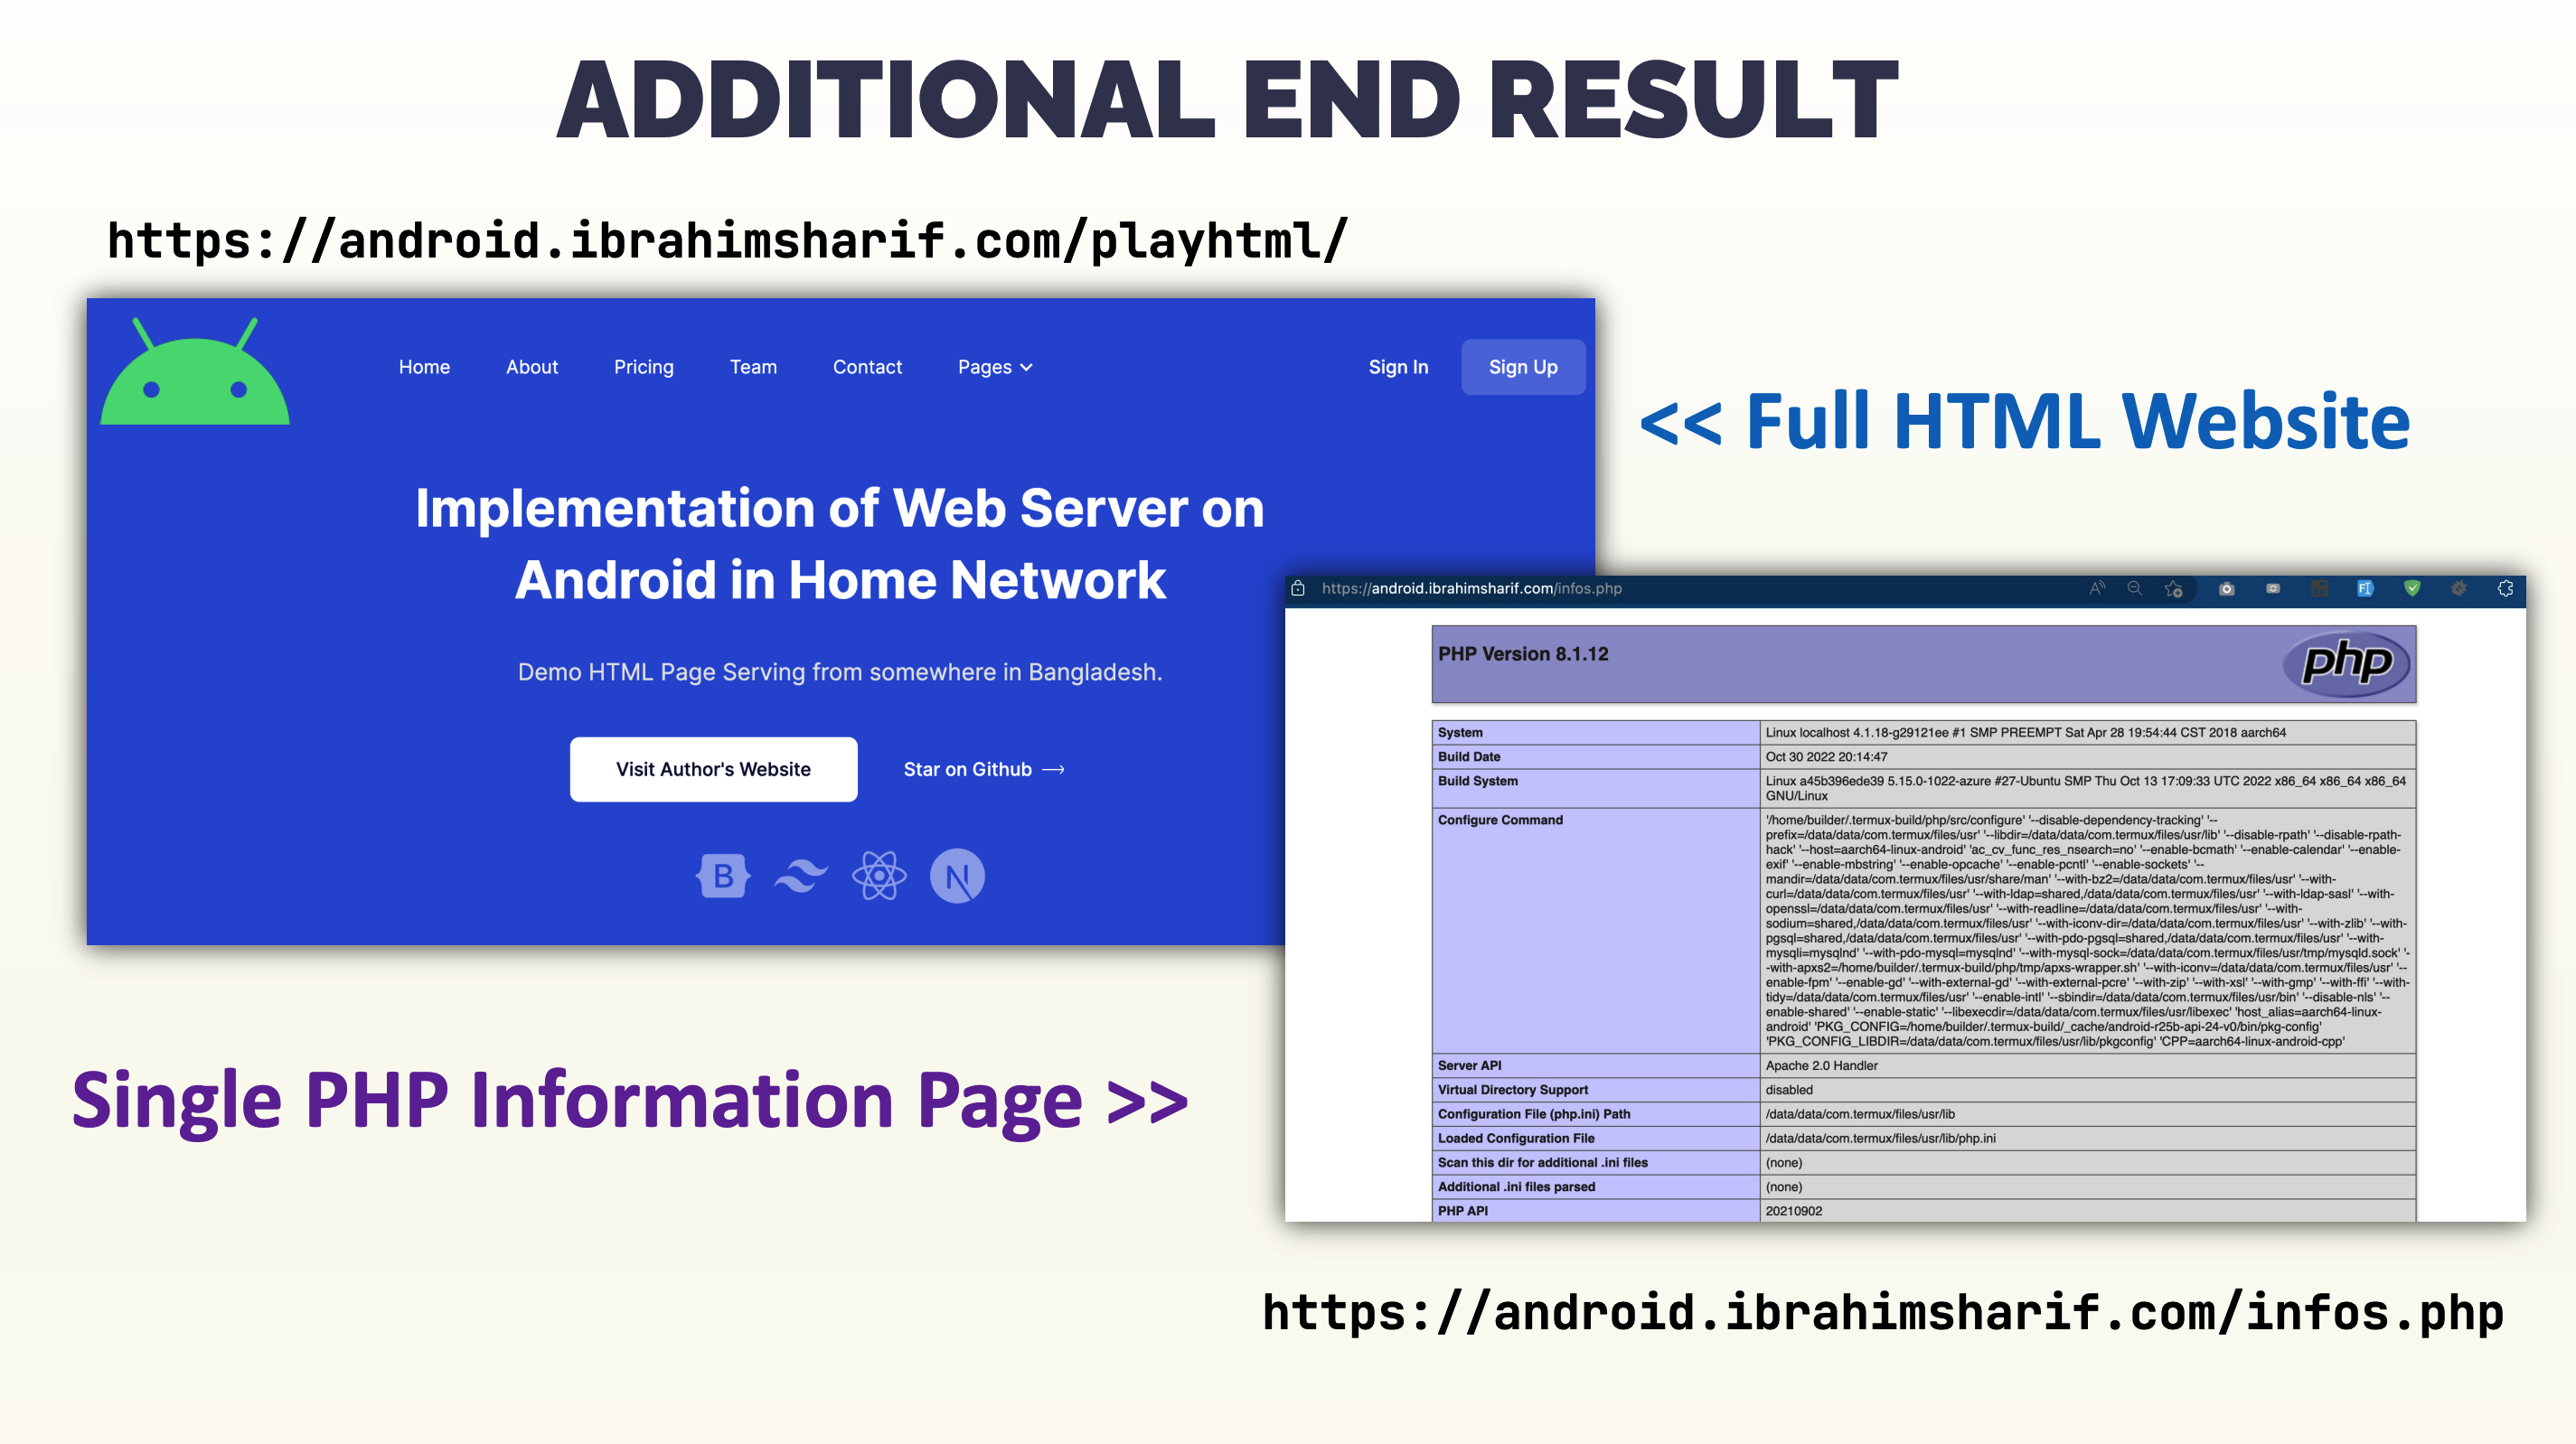 ADDITIONAL END RESULT
https://android.ibrahimsharif.com/playhtml/
Home About Pricing Team Contact Pages Sign In Sign Up
Implementation of Web Server on
Android in Home Network
Demo HTML Page Serving from somewhere in Bangladesh.
Visit Author's Website Star on Github →
B N
<< Full HTML Website
https://android.ibrahimsharif.com/infos.php
PHP Version 8.1.12 php
System Linux localhost 4.1.18-g29121ee #1 SMP PREEMPT Sat Apr 28 19:54:44 CST 2018 aarch64
Build Date Oct 30 2022 20:14:47
Build System Linux a45b396ede39 5.15.0-1022-azure #27-Ubuntu SMP Thu Oct 13 17:09:33 UTC 2022 x86_64 x86_64 x86_64
GNU/Linux
Configure Command '/home/builder/.termux-build/php/src/configure' '--disable-dependency-tracking' '--
prefix=/data/data/com.termux/files/usr' '--libdir=/data/data/com.termux/files/usr/lib' '--disable-rpath' '--disable-rpath-
hack' '--host=aarch64-linux-android' 'ac_cv_func_res_nsearch=no' '--enable-bcmath' '--enable-calendar' '--enable-
exif' '--enable-mbstring' '--enable-opcache' '--enable-pcntl' '--enable-sockets' '--
mandir=/data/data/com.termux/files/usr/share/man' '--with-bz2=/data/data/com.termux/files/usr' '--with-
curl=/data/data/com.termux/files/usr' '--with-ldap=shared,/data/data/com.termux/files/usr' '--with-ldap-sasl' '--with-
openssl=/data/data/com.termux/files/usr' '--with-readline=/data/data/com.termux/files/usr' '--with-
sodium=shared,/data/data/com.termux/files/usr' '--with-iconv-dir=/data/data/com.termux/files/usr' '--with-zlib' '--with-
pgsql=shared,/data/data/com.termux/files/usr' '--with-pdo-pgsql=shared,/data/data/com.termux/files/usr' '--with-
mysqli=mysqlnd' '--with-pdo-mysql=mysqlnd' '--with-mysql-sock=/data/data/com.termux/files/usr/tmp/mysqld.sock' '-
-with-apxs2=/home/builder/.termux-build/php/tmp/apxs-wrapper.sh' '--with-iconv=/data/data/com.termux/files/usr' '--
enable-fpm' '--enable-gd' '--with-external-gd' '--with-external-pcre' '--with-zip' '--with-xsl' '--with-gmp' '--with-ffi' '--with-
tidy=/data/data/com.termux/files/usr' '--enable-intl' '--sbindir=/data/data/com.termux/files/usr/bin' '--disable-nls' '--
enable-shared' '--enable-static' '--libexecdir=/data/data/com.termux/files/usr/libexec' 'host_alias=aarch64-linux-
android' 'PKG_CONFIG=/home/builder/.termux-build/_cache/android-r25b-api-24-v0/bin/pkg-config'
'PKG_CONFIG_LIBDIR=/data/data/com.termux/files/usr/lib/pkgconfig' 'CPP=aarch64-linux-android-cpp'
Server API Apache 2.0 Handler
Virtual Directory Support disabled
Configuration File (php.ini) Path /data/data/com.termux/files/usr/lib
Loaded Configuration File /data/data/com.termux/files/usr/lib/php.ini
Scan this dir for additional .ini files (none)
Additional .ini files parsed (none)
PHP API 20210902
Single PHP Information Page >>
https://android.ibrahimsharif.com/infos.php